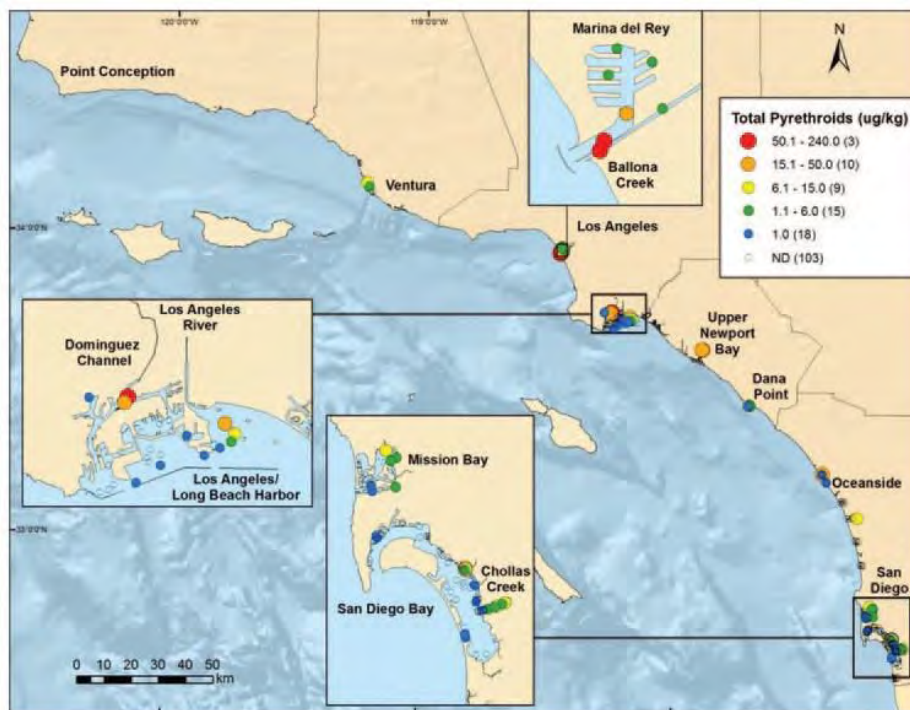 120°0'0"W
119°0'0"W
Marina del Rey
N
Point Conception
Total Pyrethroids (ug/kg)
50.1 - 240.0 (3)
15.1 - 50.0 (10)
6.1 - 15.0 (9)
1.1 - 6.0 (15)
1.0 (18)
ND (103)
Ballona
Creek
Ventura
34°0'0"N
Los Angeles
Los Angeles
River
Dominguez
Channel
Los Angeles/
Long Beach Harbor
Upper
Newport
Bay
Dana
Point
Mission Bay
Oceanside
33°0'0"N
Chollas
Creek
San Diego Bay
San
Diego
0 10 20 30 40 50
km